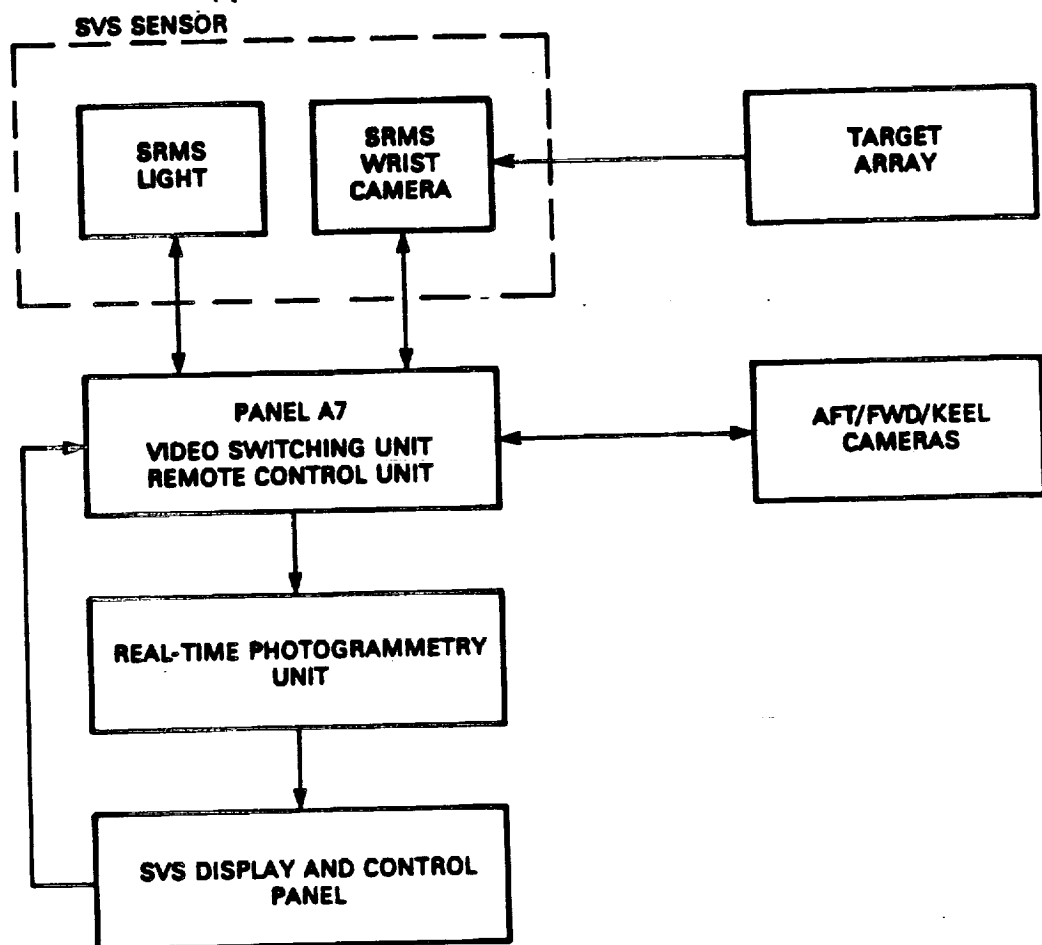 SVS SENSOR
SRMS
LIGHT
SRMS
WRIST
CAMERA
TARGET
ARRAY
PANEL A7
VIDEO SWITCHING UNIT
REMOTE CONTROL UNIT
AFT/FWD/KEEL
CAMERAS
REAL-TIME PHOTOGRAMMETRY
UNIT
SVS DISPLAY AND CONTROL
PANEL